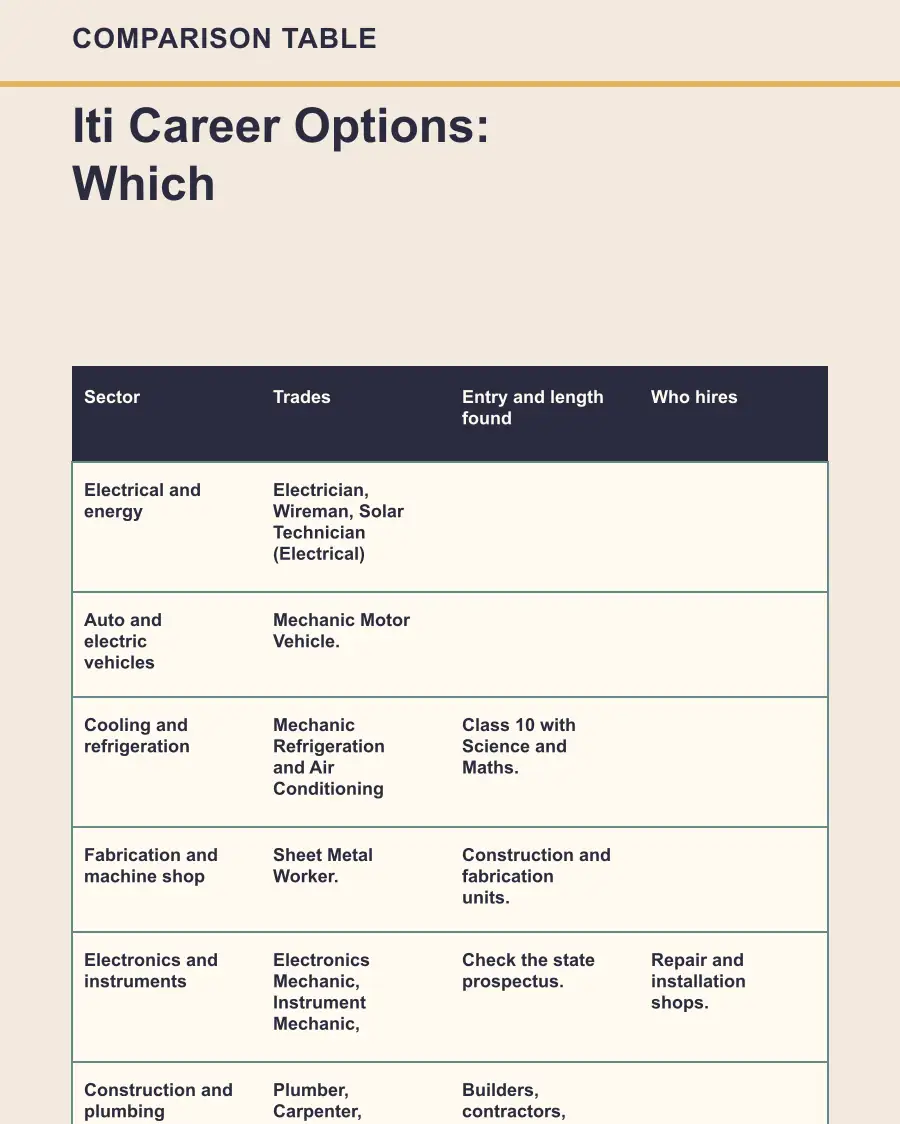 COMPARISON TABLE
Iti Career Options:
Which
Sector
Trades
Entry and length
found
Who hires
Electrical and
energy
Electrician,
Wireman, Solar
Technician
(Electrical)
Auto and
electric
vehicles
Mechanic Motor
Vehicle.
Cooling and
refrigeration
Mechanic
Refrigeration
and Air
Conditioning
Class 10 with
Science and
Maths.
Fabrication and
machine shop
Sheet Metal
Worker.
Construction and
fabrication
units.
Electronics and
instruments
Electronics
Mechanic,
Instrument
Mechanic,
Check the state
prospectus.
Repair and
installation
shops.
Construction and
plumbing
Plumber,
Carpenter,
Builders,
contractors,